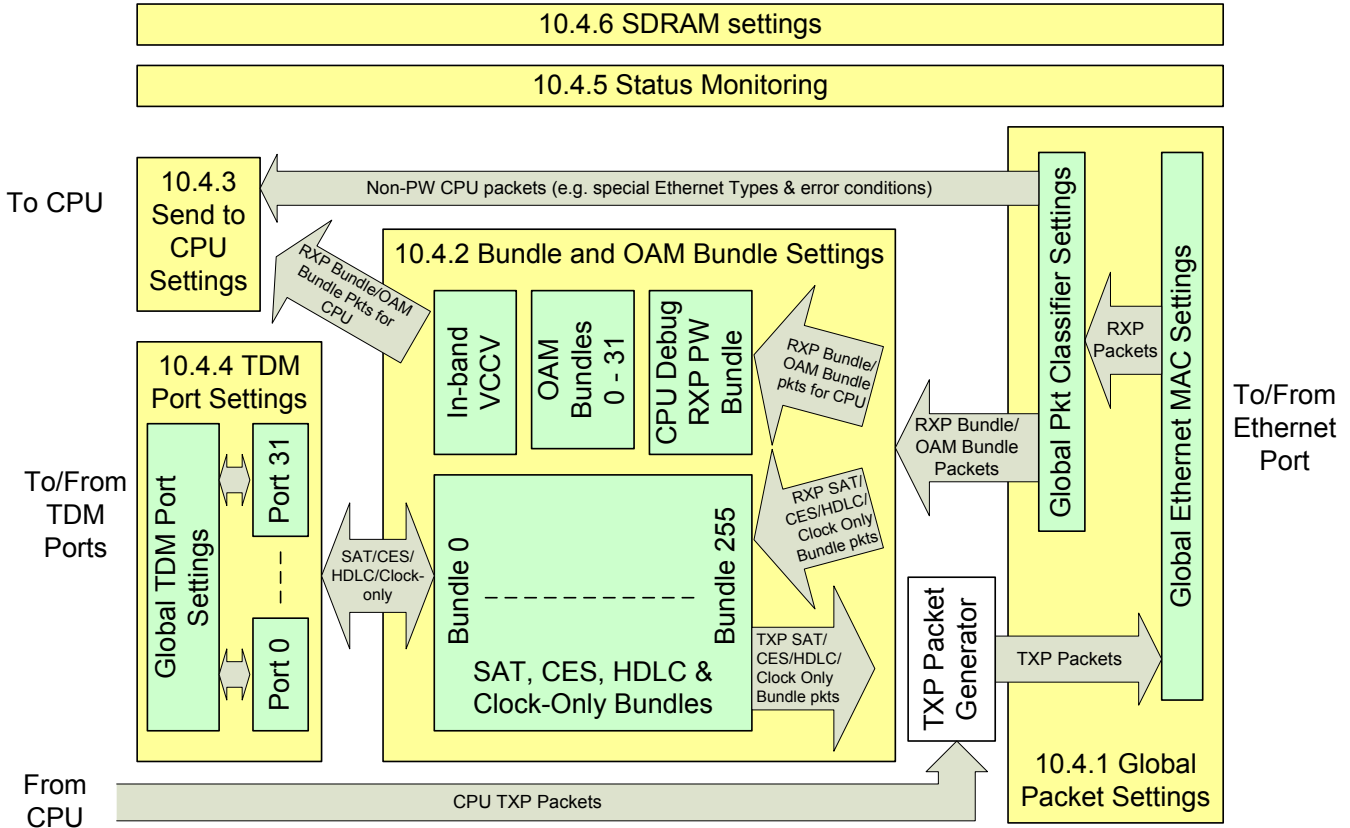 10.4.6 SDRAM settings
10.4.5 Status Monitoring
To CPU
10.4.3
Send to
CPU
Settings
Non-PW CPU packets (e.g. special Ethernet Types & error conditions)
RXP Bundle/OAM
Bundle Pkts for
CPU
10.4.2 Bundle and OAM Bundle Settings
In-band
VCCV
OAM
Bundles
0 - 31
CPU Debug
RXP PW
Bundle
RXP Bundle/
OAM Bundle
pkts for CPU
RXP Bundle/
OAM Bundle
Packets
Global Pkt Classifier Settings
RXP
Packets
Global Ethernet MAC Settings
To/From
Ethernet
Port
10.4.4 TDM
Port Settings
To/From
TDM
Ports
Global TDM Port
Settings
Port 31
Port 0
SAT/CES/
HDLC/Clock-
only
Bundle 0
Bundle 255
SAT, CES, HDLC &
Clock-Only Bundles
RXP SAT/
CES/HDLC/
Clock Only
Bundle pkts
TXP SAT/
CES/HDLC/
Clock Only
Bundle pkts
TXP Packet
Generator
TXP Packets
10.4.1 Global
Packet Settings
From
CPU
CPU TXP Packets